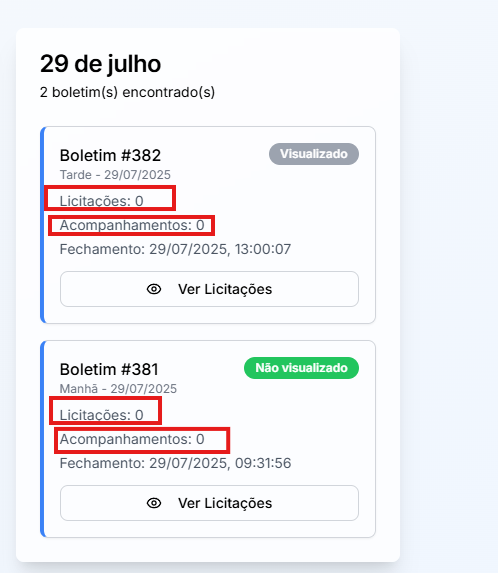 29 de julho
2 boletim(s) encontrado(s)
Boletim #382
Visualizado
Tarde - 29/07/2025
Licitações: 0
Acompanhamentos: 0
Fechamento: 29/07/2025, 13:00:07
Ver Licitações
Boletim #381
Não visualizado
Manhã - 29/07/2025
Licitações: 0
Acompanhamentos: 0
Fechamento: 29/07/2025, 09:31:56
Ver Licitações